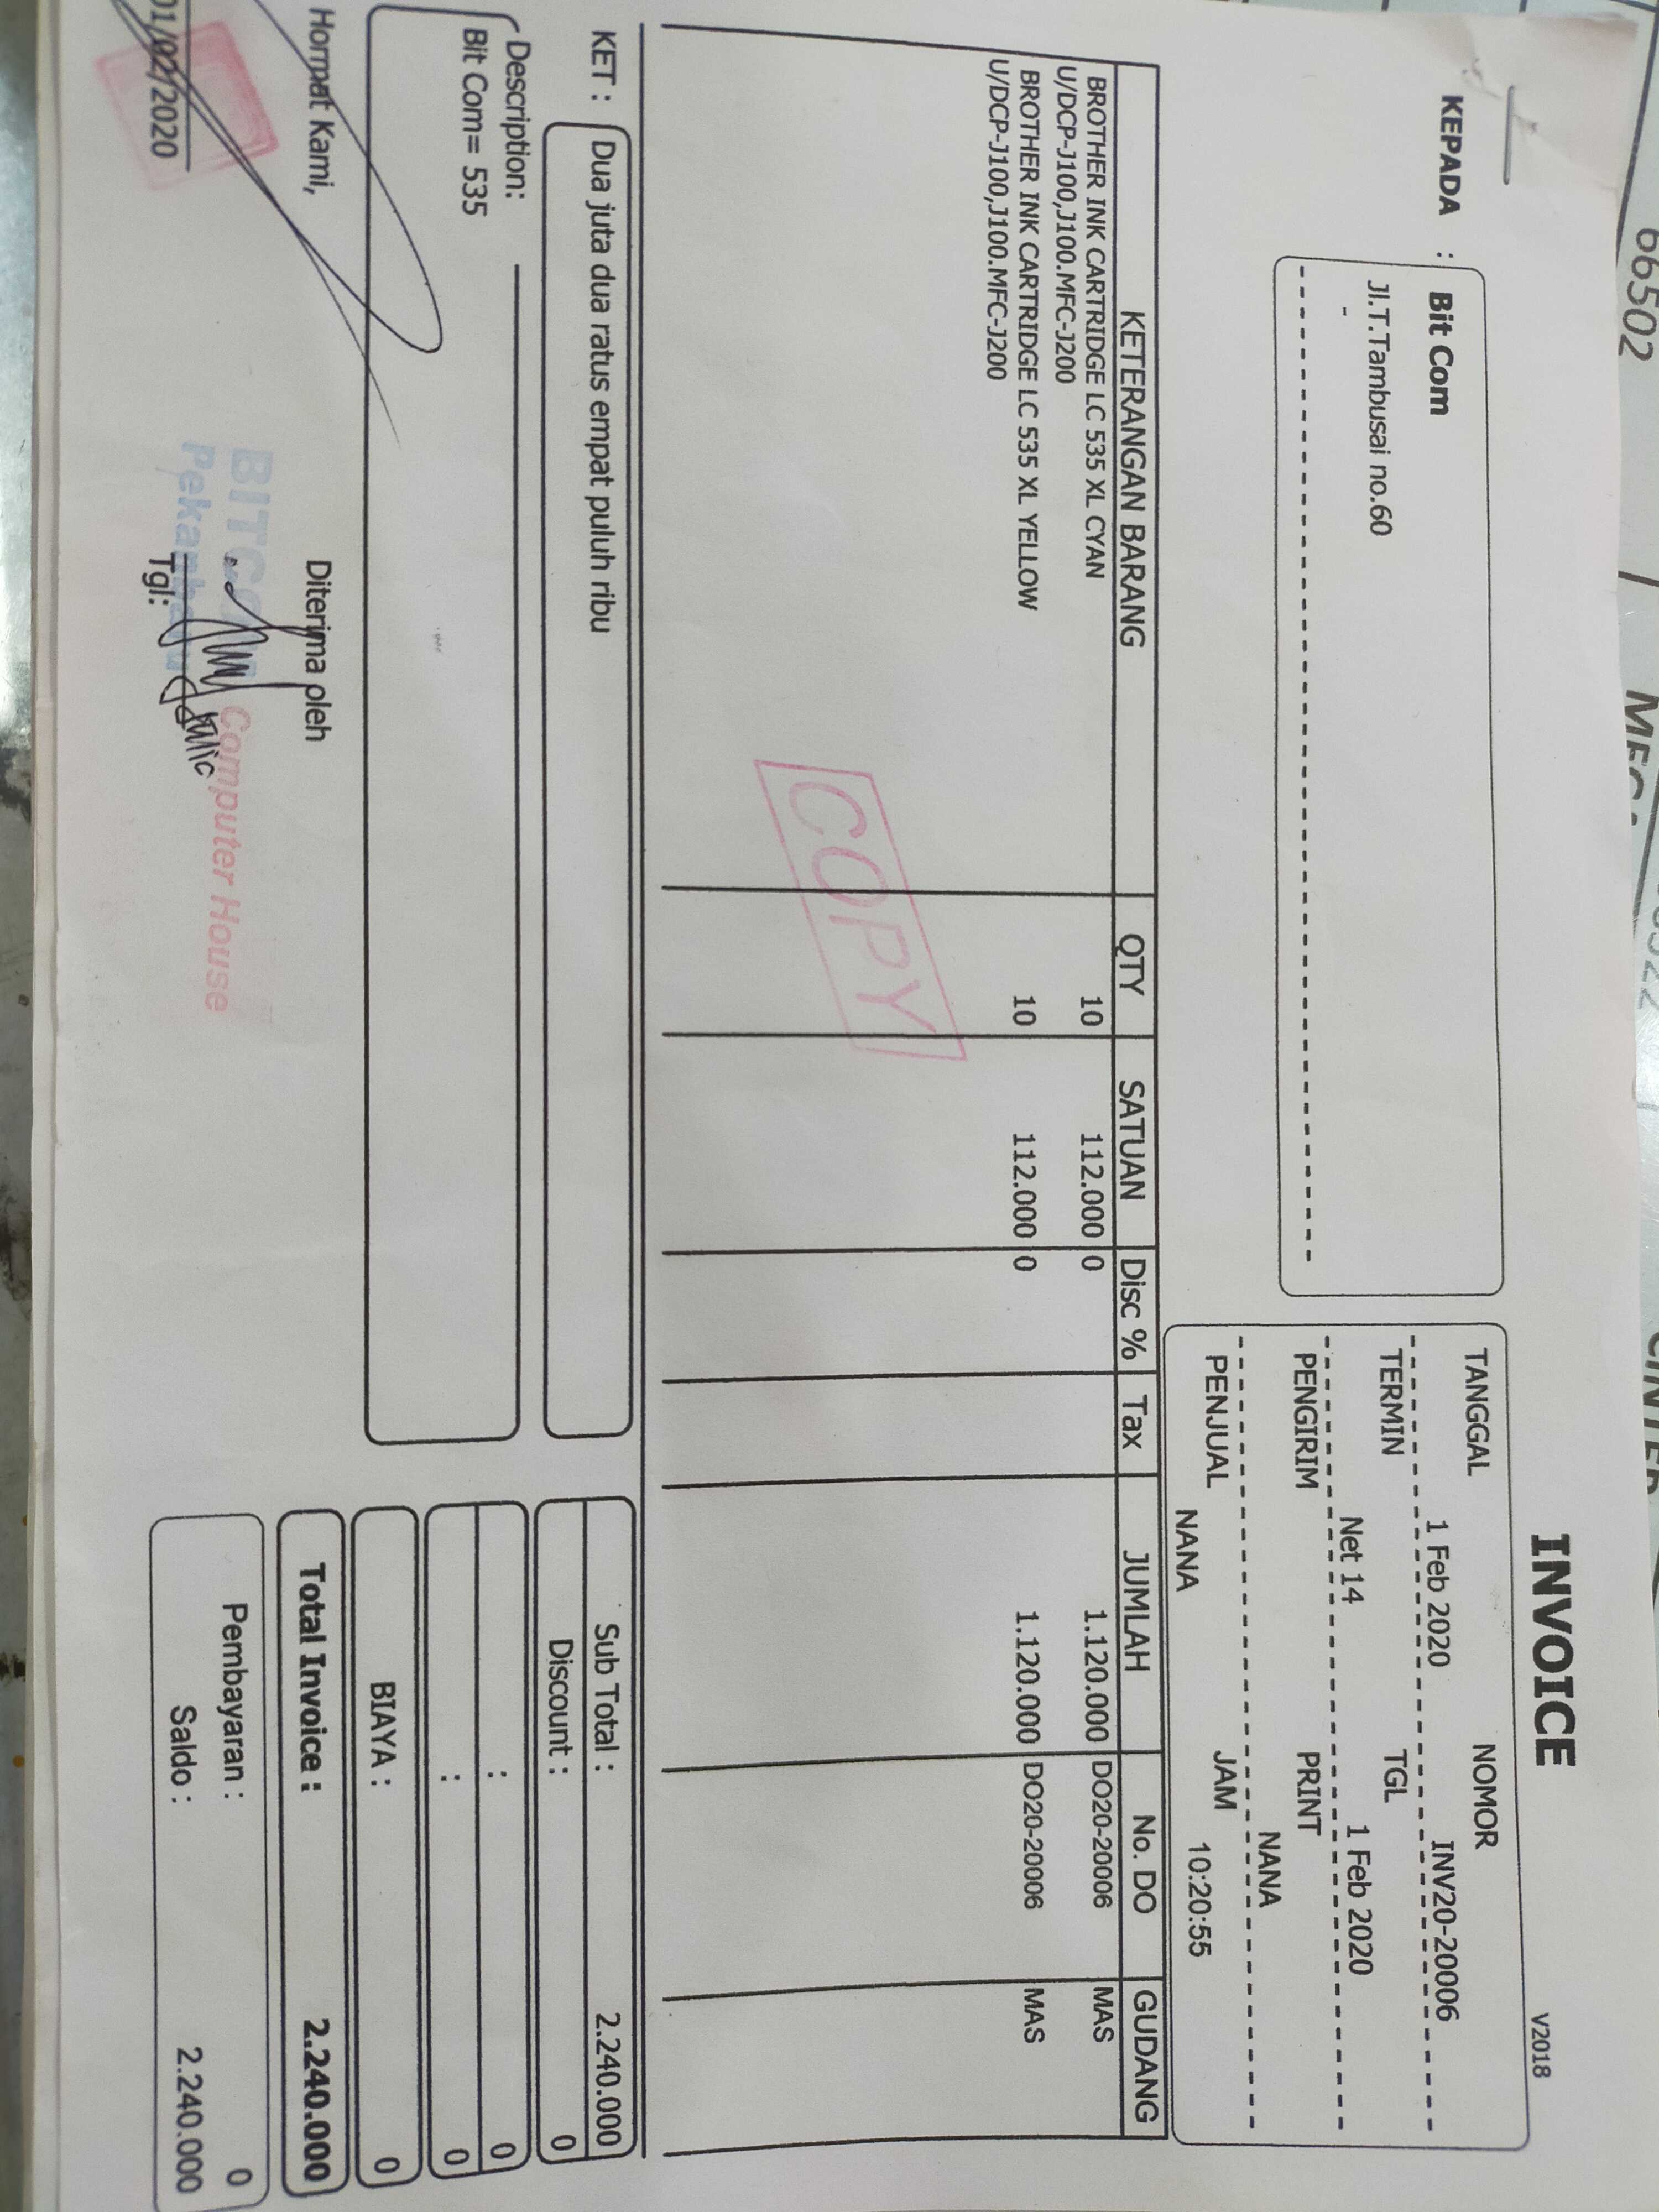 66502
INVOICE
V2018
KEPADA : Bit Com
Jl.T.Tambusai no.60
-
TANGGAL NOMOR
1 Feb 2020 INV20-20006
TERMIN TGL
Net 14 1 Feb 2020
PENGIRIM PRINT
NANA
PENJUAL JAM
NANA 10:20:55
KETERANGAN BARANG QTY SATUAN Disc % Tax JUMLAH No. DO GUDANG
BROTHER INK CARTRIDGE LC 535 XL CYAN 10 112.000 0 1.120.000 DO20-20006 MAS
U/DCP-J100,J100.MFC-J200
BROTHER INK CARTRIDGE LC 535 XL YELLOW 10 112.000 0 1.120.000 DO20-20006 MAS
U/DCP-J100,J100.MFC-J200
COPY
KET : Dua juta dua ratus empat puluh ribu
Sub Total : 2.240.000
Discount : 0
Description:
Bit Com= 535
: 0
: 0
BIAYA : 0
Total Invoice : 2.240.000
Pembayaran : 0
Saldo : 2.240.000
Hormat Kami,
Diterima oleh
Computer House
01/02/2020
Tgl: